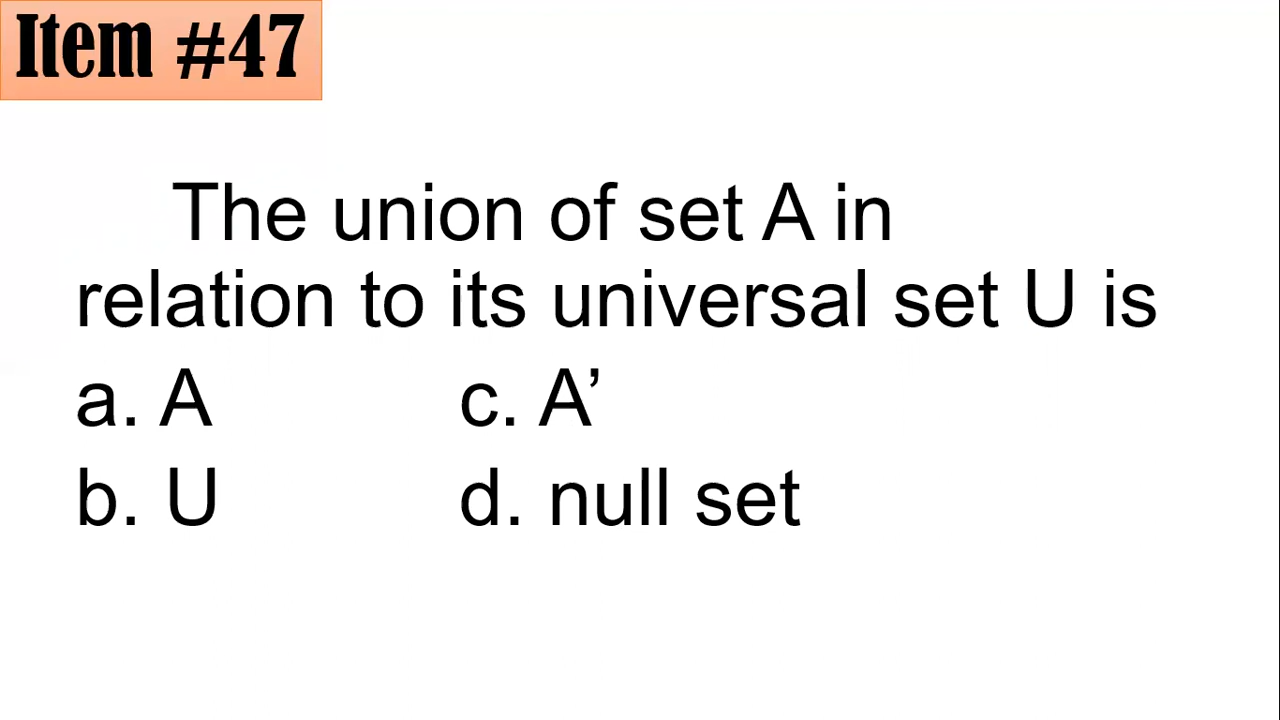 Item #47
The union of set A in
relation to its universal set U is
a. A c. A’
b. U d. null set